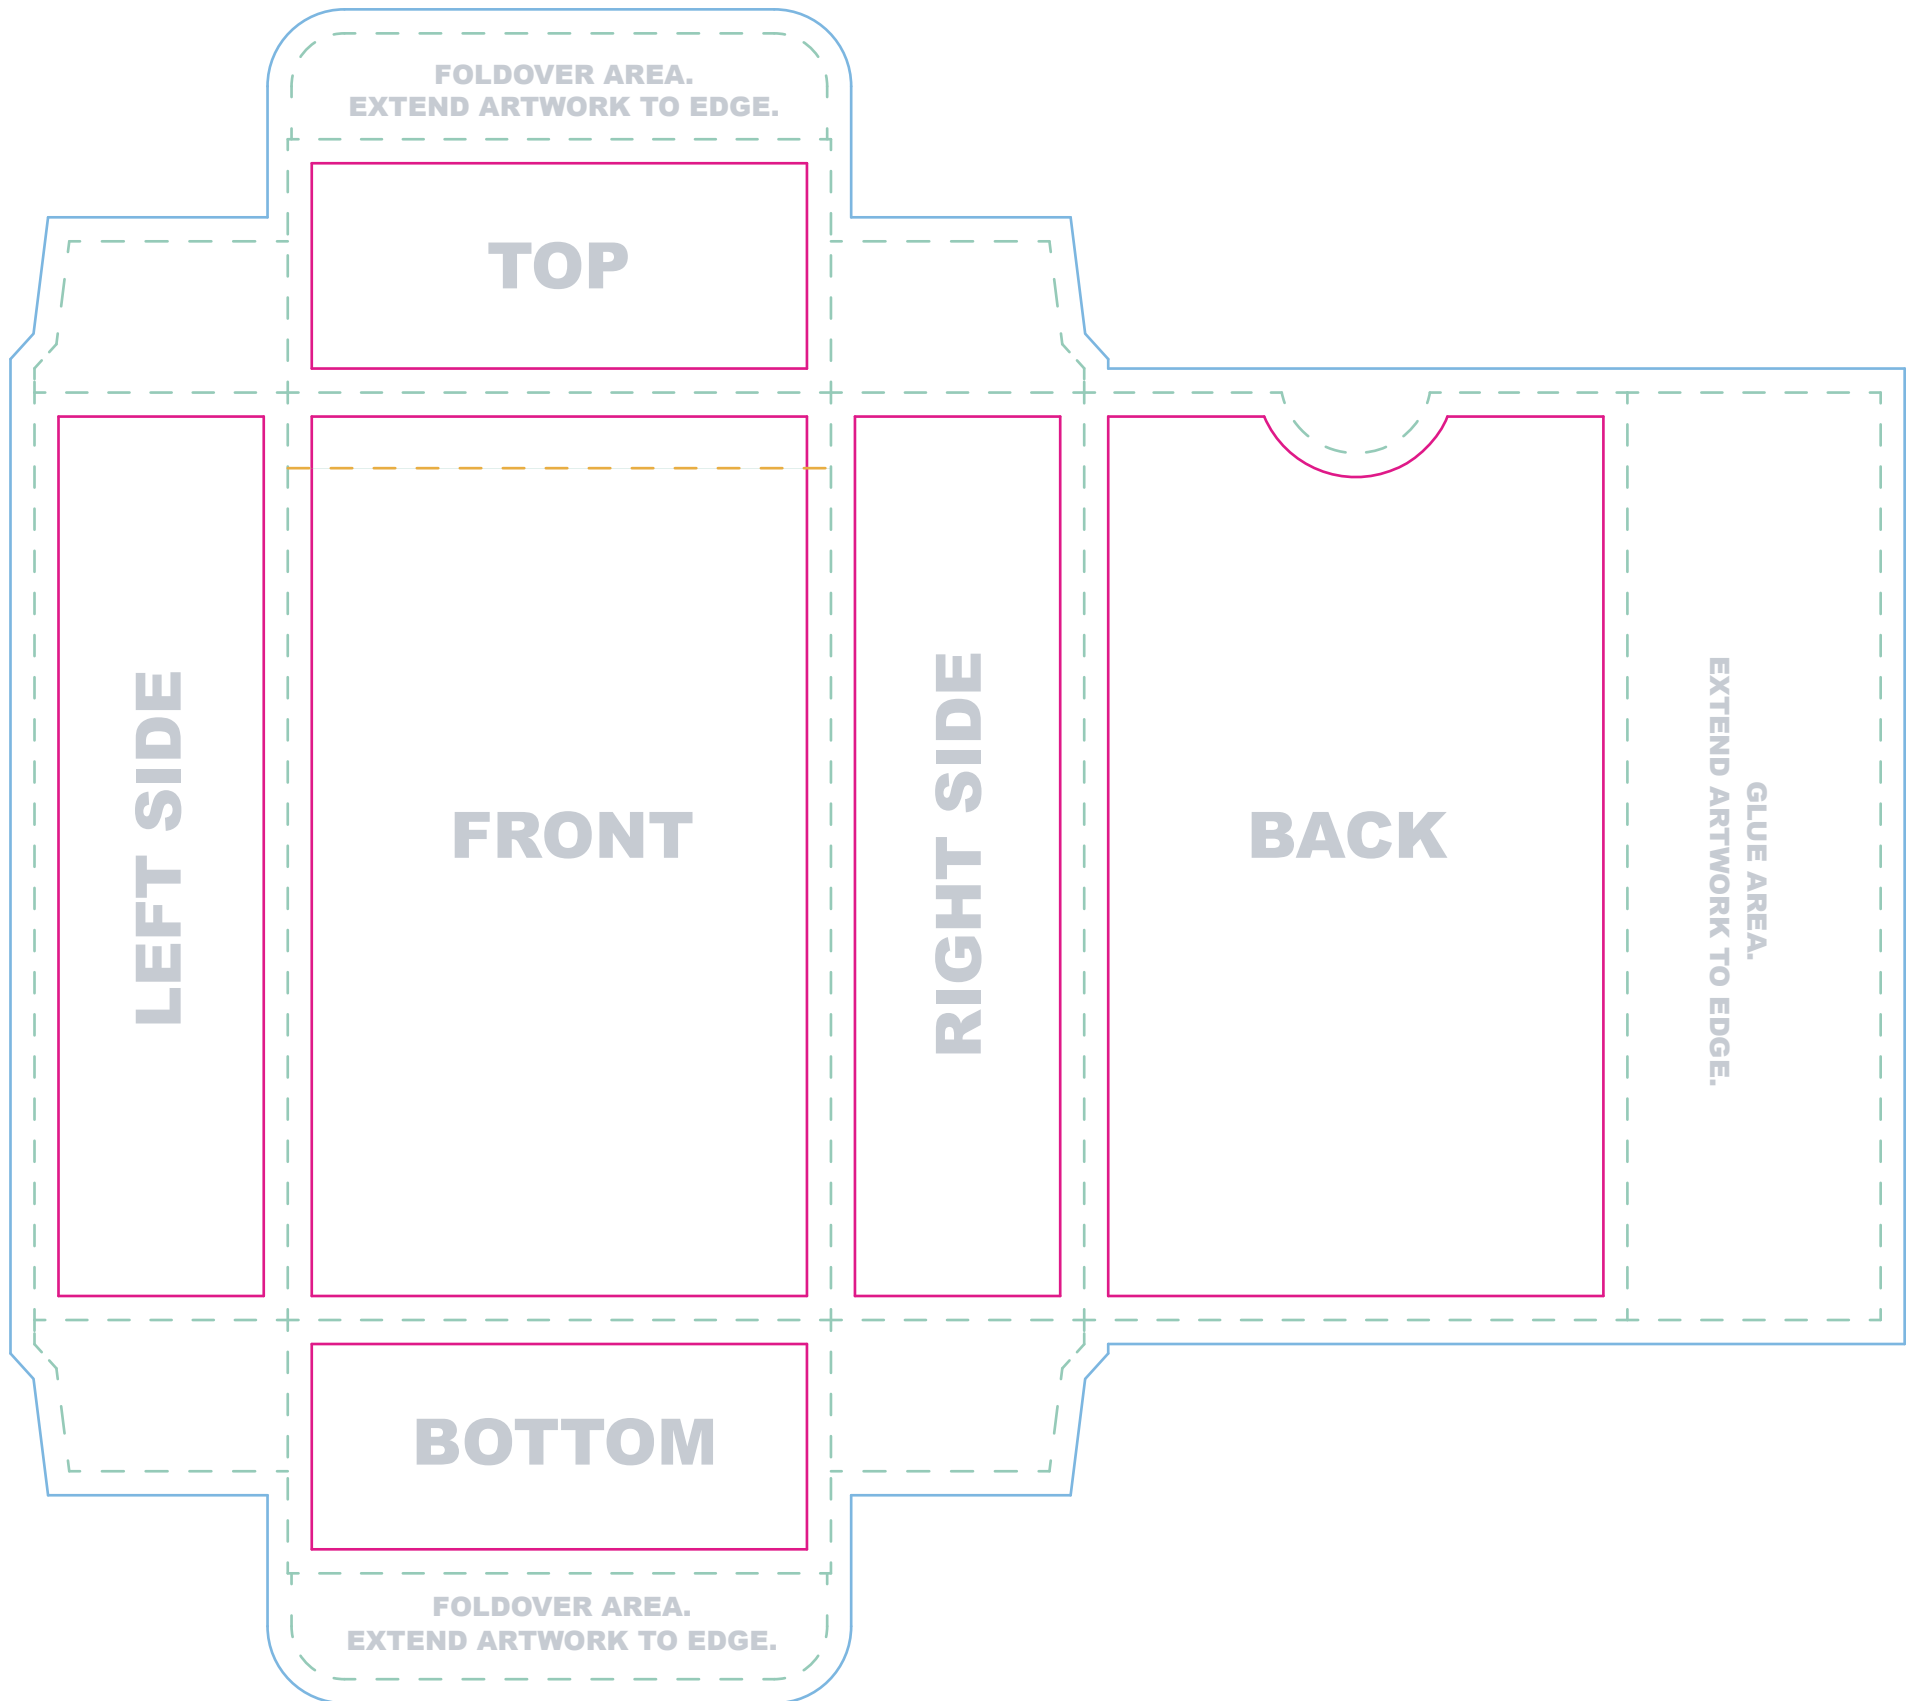 FOLDOVER AREA.
EXTEND ARTWORK TO EDGE.
TOP
LEFT SIDE
FRONT
RIGHT SIDE
BACK
GLUE AREA.
EXTEND ARTWORK TO EDGE.
BOTTOM
FOLDOVER AREA.
EXTEND ARTWORK TO EDGE.